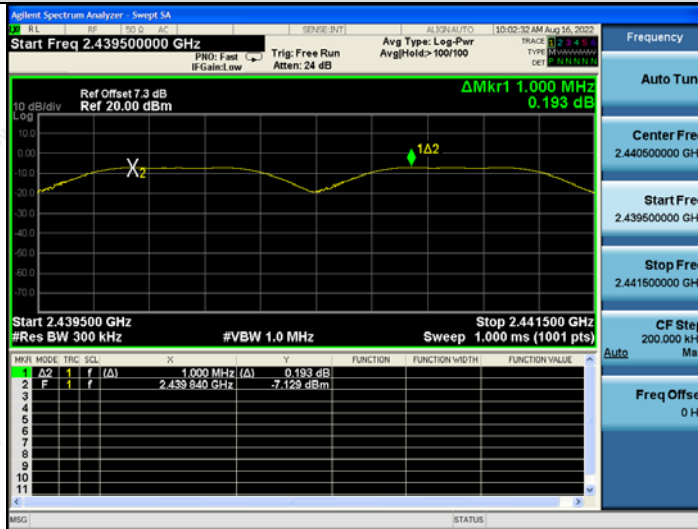 Agilent Spectrum Analyzer - Swept SA
RL RF 50 Ω AC SENSE:INT ALIGN AUTO 10:02:32 AM Aug 16, 2022
Start Freq 2.439500000 GHz
PNO: Fast
IFGain:Low
Trig: Free Run
Atten: 24 dB
Avg Type: Log-Pwr
Avg|Hold:> 100/100
TRACE 1 2 3 4 5 6
TYPE
DET P N N N N N
Ref Offset 7.3 dB
10 dB/div Ref 20.00 dBm
ΔMkr1 1.000 MHz
0.193 dB
Log
10.0
0.00
-10.0
-20.0
-30.0
-40.0
-50.0
-60.0
-70.0
X2
1Δ2
Start 2.439500 GHz Stop 2.441500 GHz
#Res BW 300 kHz #VBW 1.0 MHz Sweep 1.000 ms (1001 pts)
MKR MODE TRC SCL X Y FUNCTION FUNCTION WIDTH FUNCTION VALUE
1 Δ2 1 f (Δ) 1.000 MHz (Δ) 0.193 dB
2 F 1 f 2.439 840 GHz -7.129 dBm
3
4
5
6
7
8
9
10
11
MSG STATUS
Frequency
Auto Tun
Center Fre
2.440500000 GH
Start Fre
2.439500000 GH
Stop Fre
2.441500000 GH
CF Step
200.000 kH
Auto Ma
Freq Offse
0 H